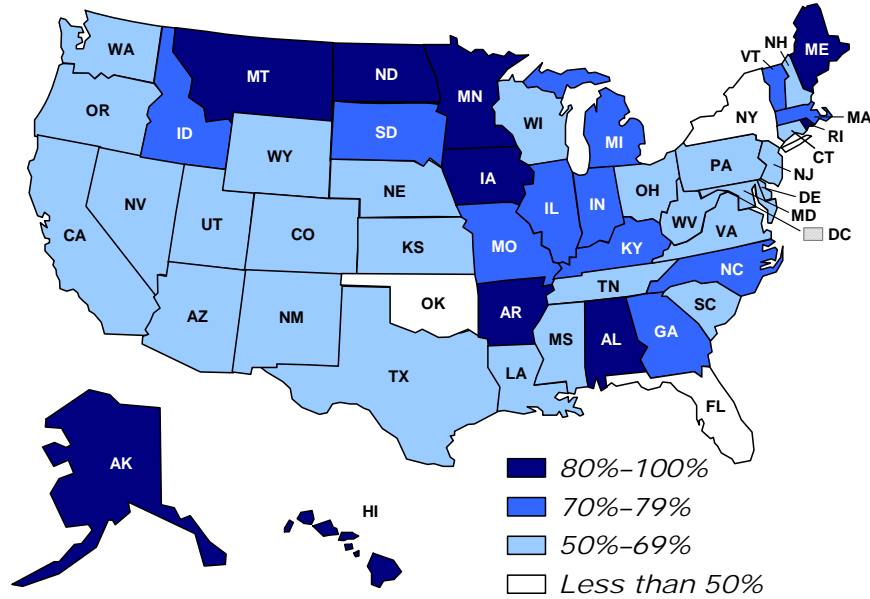 WA
MT
ND
MN
VT
NH
ME
OR
ID
SD
WI
MI
NY
MA
RI
CT
WY
IA
PA
NJ
NE
IL
IN
OH
DE
MD
NV
UT
CO
WV
VA
DC
CA
KS
MO
KY
NC
TN
AZ
NM
OK
AR
SC
MS
AL
GA
TX
LA
FL
AK
HI
80%–100%
70%–79%
50%–69%
Less than 50%